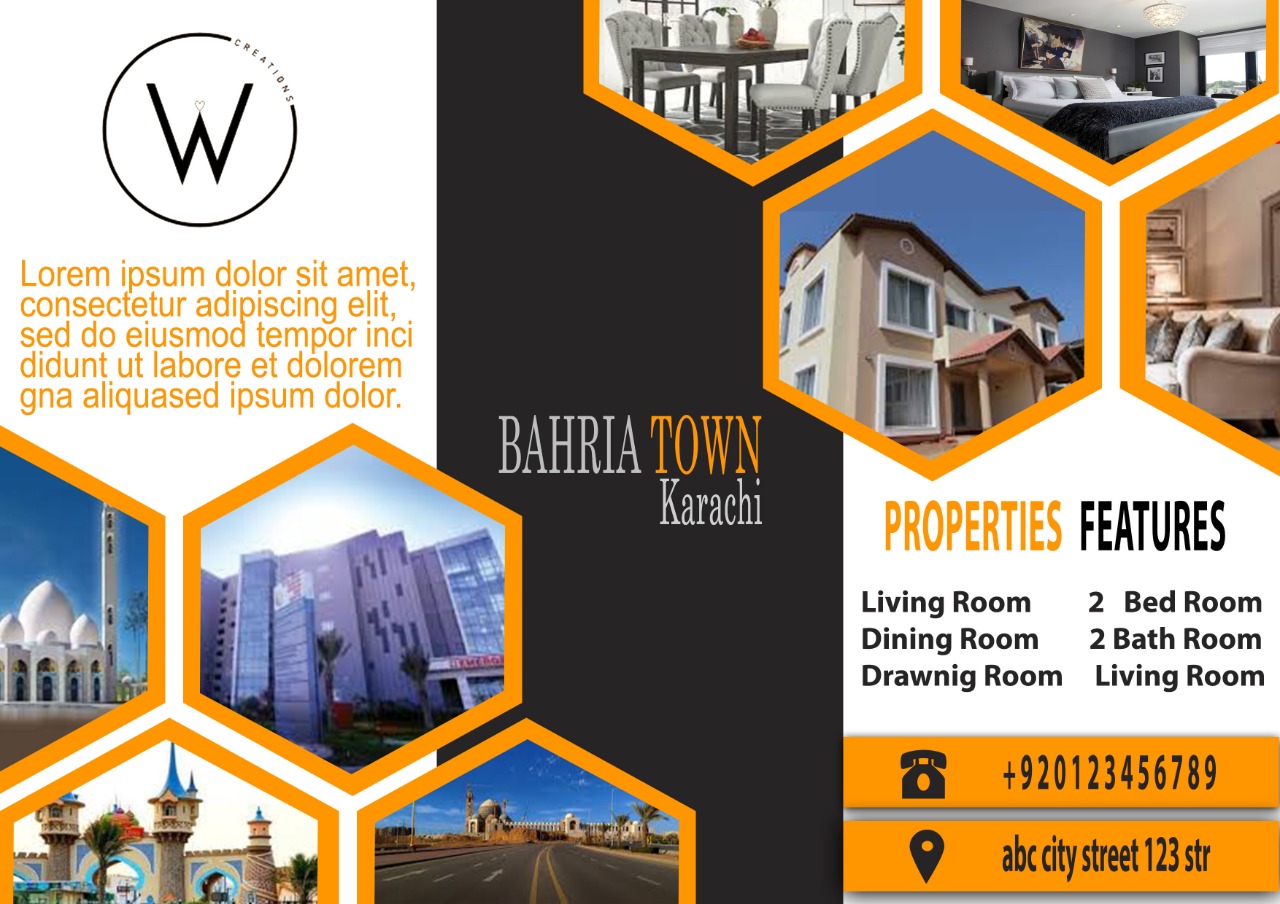 CREATIONS
W
Lorem ipsum dolor sit amet,
consectetur adipiscing elit,
sed do eiusmod tempor inci
didunt ut labore et dolorem
gna aliquased ipsum dolor.
EMERGE
BAHRIA TOWN
Karachi
PROPERTIES FEATURES
Living Room 2 Bed Room
Dining Room 2 Bath Room
Drawnig Room Living Room
+920123456789
abc city street 123 str